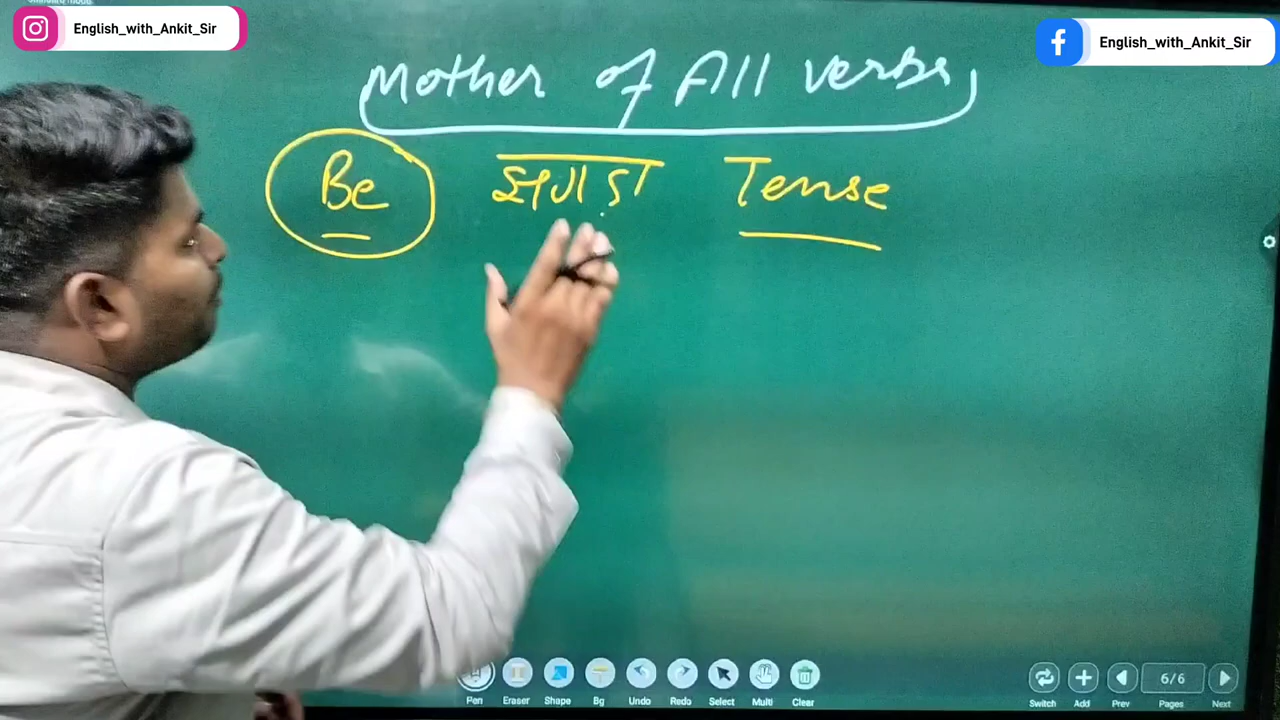 English_with_Ankit_Sir
English_with_Ankit_Sir
Mother of All verbs
Be झगड़ा Tense
Pen Eraser Shape Bg Undo Redo Select Multi Clear
6/6
Switch Add Prev Pages Next